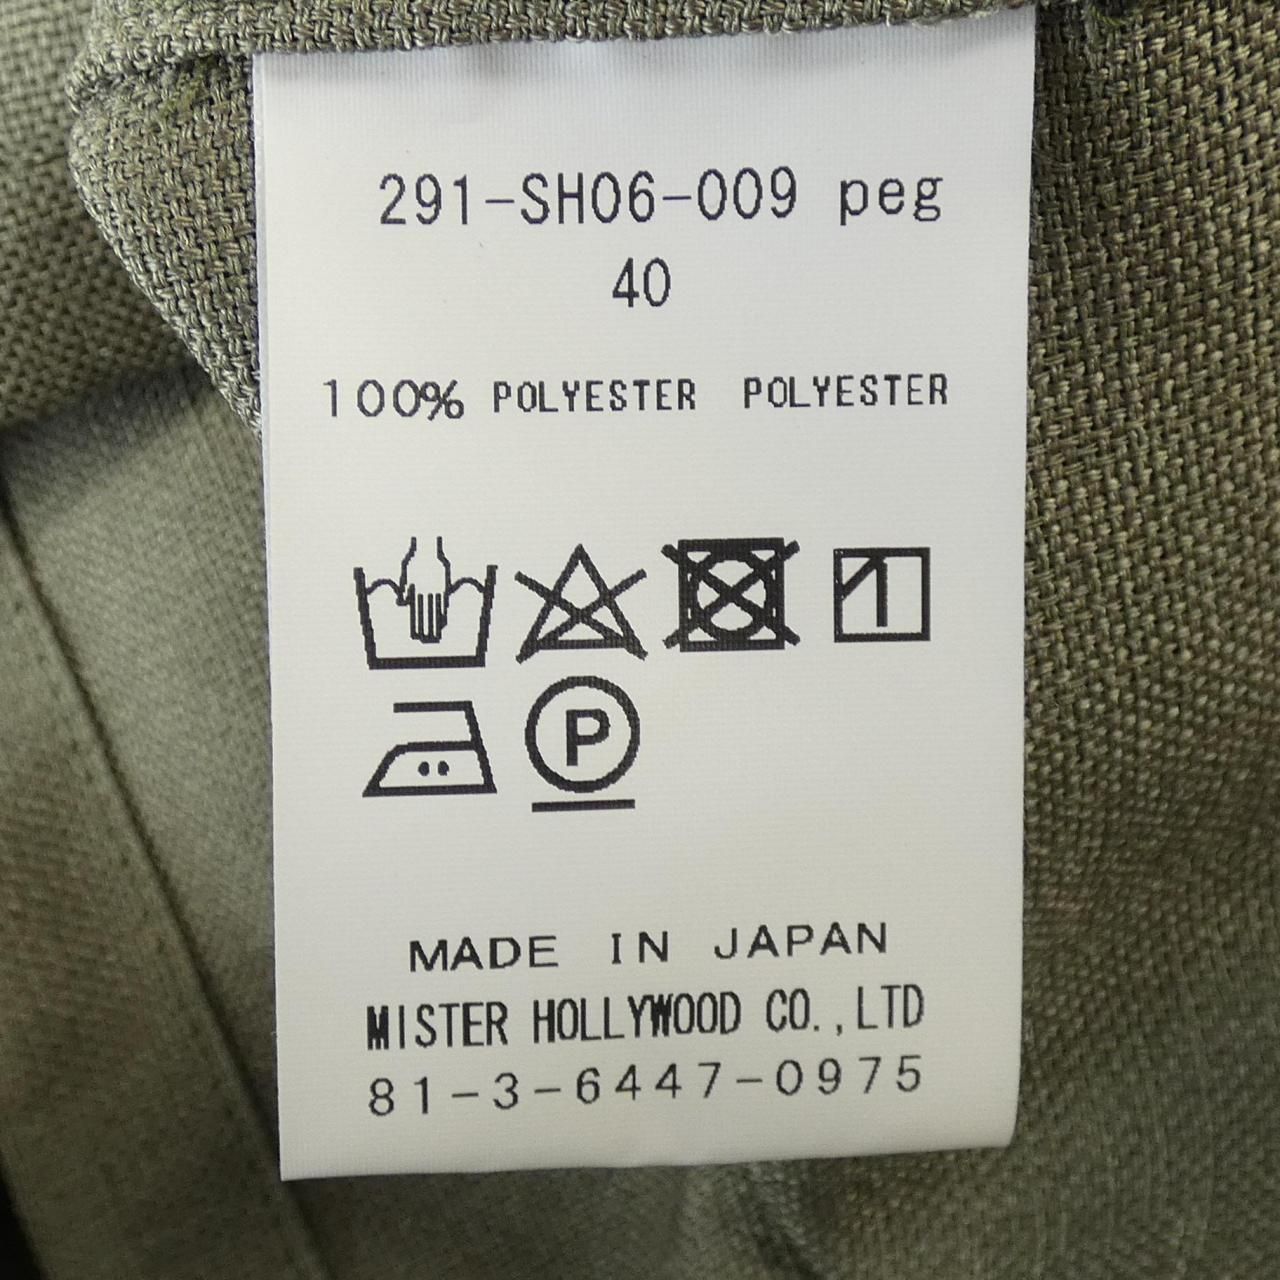 291-SH06-009 peg
40
100% POLYESTER POLYESTER
P
MADE IN JAPAN
MISTER HOLLYWOOD CO.,LTD
81-3-6447-0975